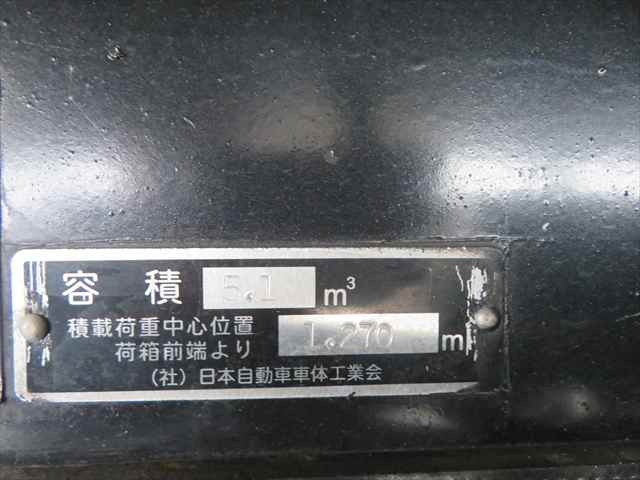 容積 5.1 m³
積載荷重中心位置
荷箱前端より 1.270 m
（社）日本自動車車体工業会